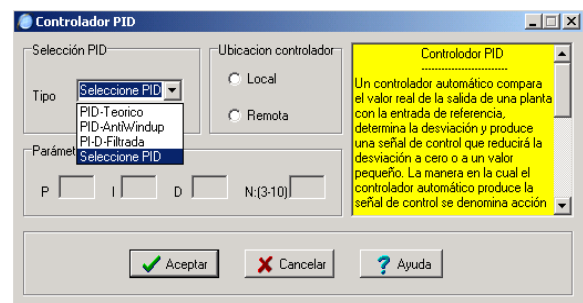 Controlador PID
Selección PID
Tipo
Seleccione PID
PID-Teorico
PID-AntiWindup
PI-D-Filtrada
Seleccione PID
Ubicacion controlador
Local
Remota
Parámet
P
I
D
N:(3-10)
Controlodor PID
---------------------------
Un controlador automático compara
el valor real de la salida de una planta
con la entrada de referencia,
determina la desviación y produce
una señal de control que reducirá la
desviación a cero o a un valor
pequeño. La manera en la cual el
controlador automático produce la
señal de control se denomina acción
Aceptar
Cancelar
? Ayuda